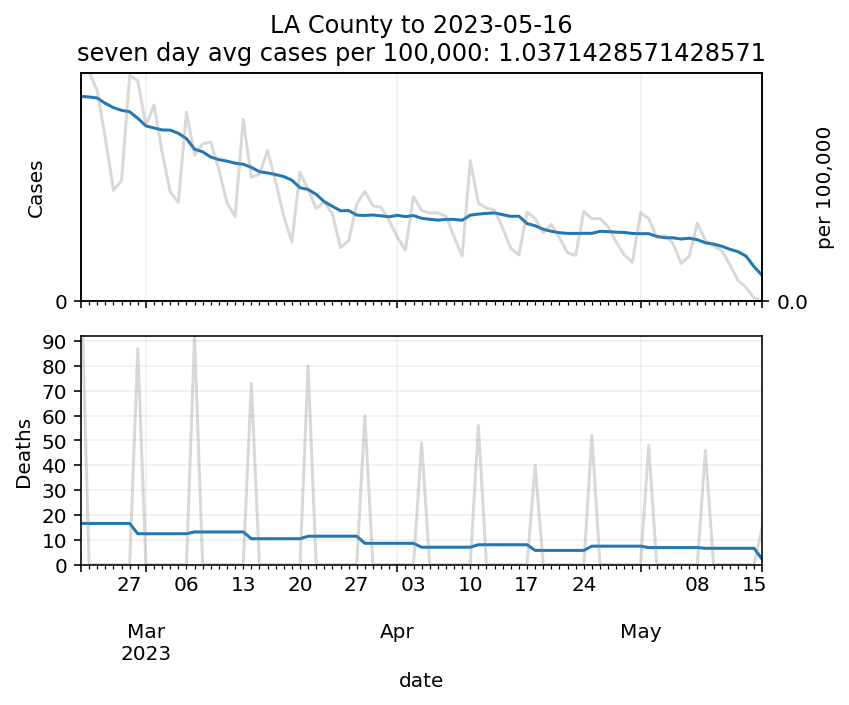 LA County to 2023-05-16
seven day avg cases per 100,000: 1.0371428571428571
Cases
per 100,000
0
0.0
Deaths
90
80
70
60
50
40
30
20
10
0
27 06 13 20 27 03 10 17 24 08 15
Mar Apr May
2023
date